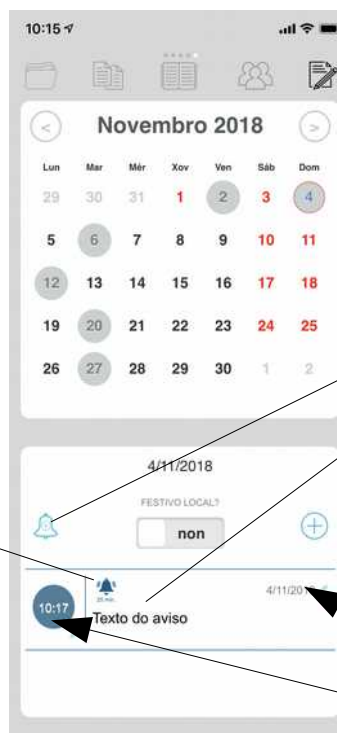 10:15
< Novembro 2018 >
Lun Mar Mér Xov Ven Sáb Dom
29 30 31 1 2 3 4
5 6 7 8 9 10 11
12 13 14 15 16 17 18
19 20 21 22 23 24 25
26 27 28 29 30 1 2
4/11/2018
FESTIVO LOCAL?
non
10:17
4/11/2018
Texto do aviso